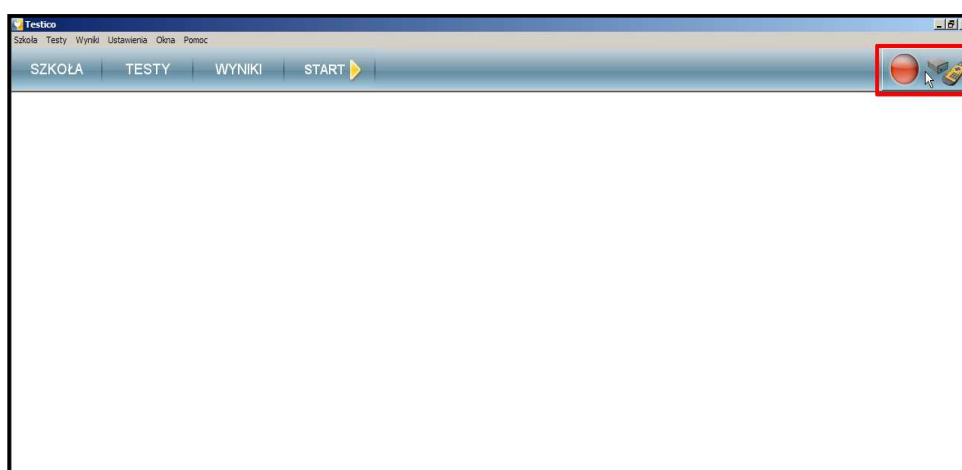 Testico
Szkoła Testy Wyniki Ustawienia Okna Pomoc
SZKOŁA TESTY WYNIKI START